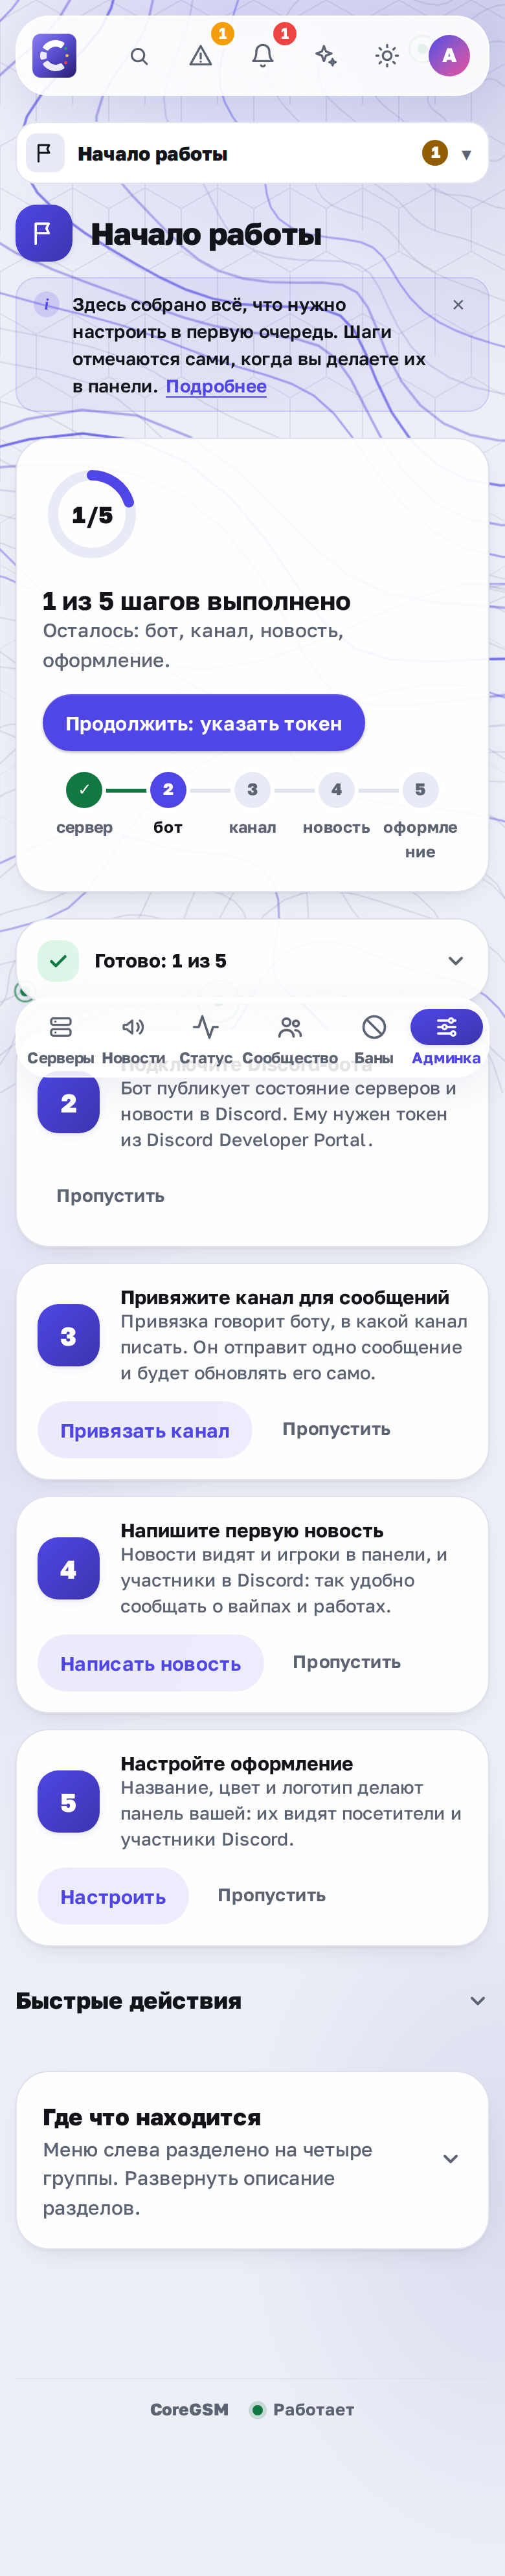 1
1
A
Начало работы
1
Начало работы
Здесь собрано всё, что нужно
настроить в первую очередь. Шаги
отмечаются сами, когда вы делаете их
в панели. Подробнее
1/5
1 из 5 шагов выполнено
Осталось: бот, канал, новость,
оформление.
Продолжить: указать токен
2
3
4
5
сервер
бот
канал
новость
оформле
ние
Готово: 1 из 5
Серверы
Новости
Статус
Сообщество
Баны
Админка
Подключите Discord-бота
2
Бот публикует состояние серверов и
новости в Discord. Ему нужен токен
из Discord Developer Portal.
Пропустить
3
Привяжите канал для сообщений
Привязка говорит боту, в какой канал
писать. Он отправит одно сообщение
и будет обновлять его само.
Привязать канал
Пропустить
4
Напишите первую новость
Новости видят и игроки в панели, и
участники в Discord: так удобно
сообщать о вайпах и работах.
Написать новость
Пропустить
5
Настройте оформление
Название, цвет и логотип делают
панель вашей: их видят посетители и
участники Discord.
Настроить
Пропустить
Быстрые действия
Где что находится
Меню слева разделено на четыре
группы. Развернуть описание
разделов.
CoreGSM
Работает